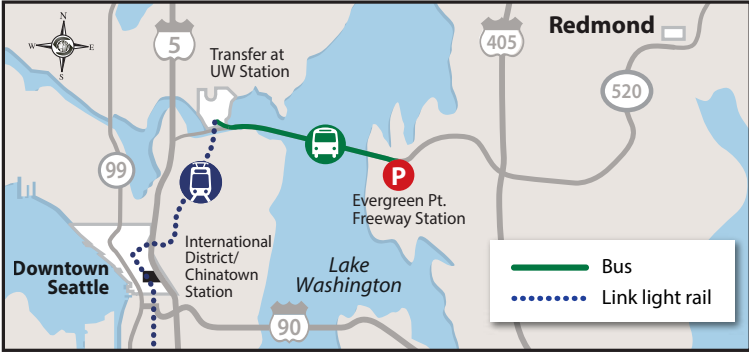 N
W
E
S
5
Transfer at
UW Station
405
Redmond
520
99
P
Evergreen Pt.
Freeway Station
International
District/
Chinatown
Station
Downtown
Seattle
Lake
Washington
90
Bus
Link light rail